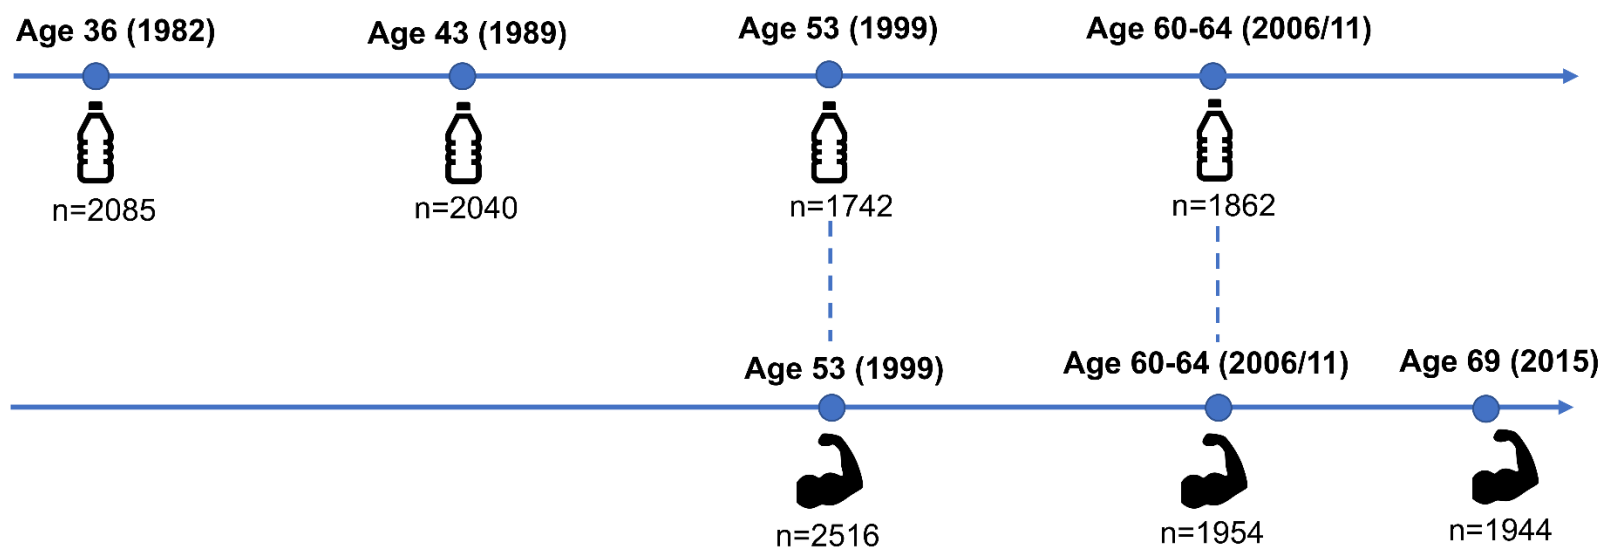 Age 36 (1982)
Age 43 (1989)
Age 53 (1999)
Age 60-64 (2006/11)
n=2085
n=2040
n=1742
n=1862
Age 53 (1999)
Age 60-64 (2006/11)
Age 69 (2015)
n=2516
n=1954
n=1944